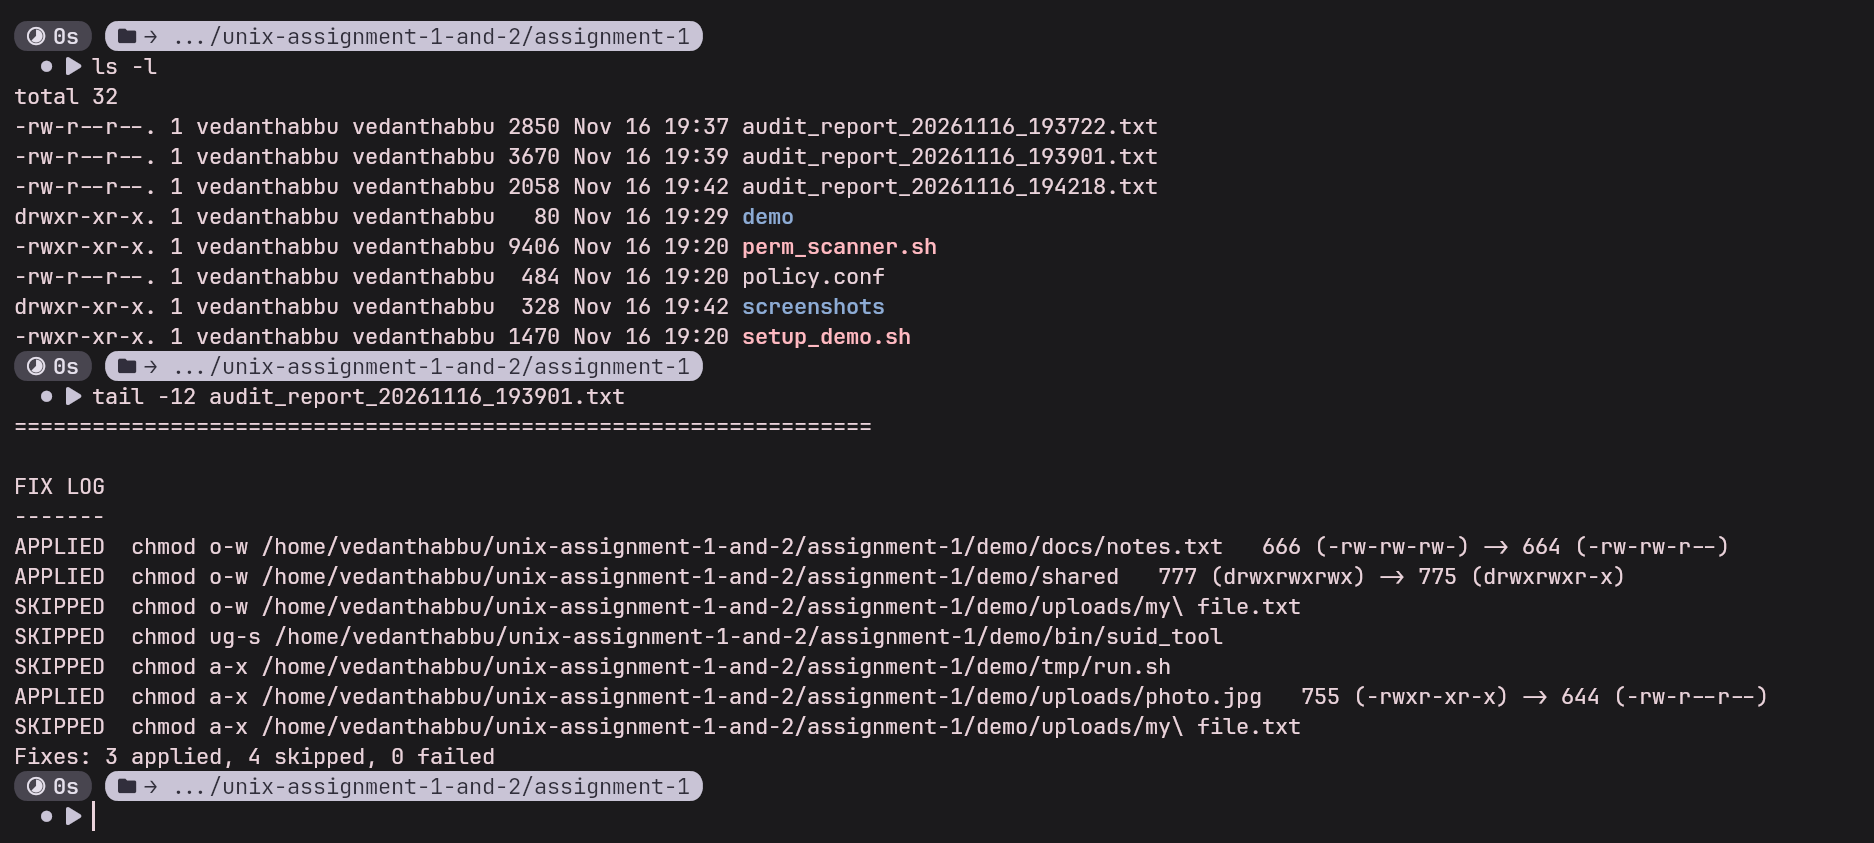 0s → .../unix-assignment-1-and-2/assignment-1
ls -l
total 32
-rw-r--r--. 1 vedanthabbu vedanthabbu 2850 Nov 16 19:37 audit_report_20261116_193722.txt
-rw-r--r--. 1 vedanthabbu vedanthabbu 3670 Nov 16 19:39 audit_report_20261116_193901.txt
-rw-r--r--. 1 vedanthabbu vedanthabbu 2058 Nov 16 19:42 audit_report_20261116_194218.txt
drwxr-xr-x. 1 vedanthabbu vedanthabbu   80 Nov 16 19:29 demo
-rwxr-xr-x. 1 vedanthabbu vedanthabbu 9406 Nov 16 19:20 perm_scanner.sh
-rw-r--r--. 1 vedanthabbu vedanthabbu  484 Nov 16 19:20 policy.conf
drwxr-xr-x. 1 vedanthabbu vedanthabbu  328 Nov 16 19:42 screenshots
-rwxr-xr-x. 1 vedanthabbu vedanthabbu 1470 Nov 16 19:20 setup_demo.sh
0s → .../unix-assignment-1-and-2/assignment-1
tail -12 audit_report_20261116_193901.txt
==================================================================
FIX LOG
-------
APPLIED  chmod o-w /home/vedanthabbu/unix-assignment-1-and-2/assignment-1/demo/docs/notes.txt   666 (-rw-rw-rw-) -> 664 (-rw-rw-r--)
APPLIED  chmod o-w /home/vedanthabbu/unix-assignment-1-and-2/assignment-1/demo/shared   777 (drwxrwxrwx) -> 775 (drwxrwxr-x)
SKIPPED  chmod o-w /home/vedanthabbu/unix-assignment-1-and-2/assignment-1/demo/uploads/my\ file.txt
SKIPPED  chmod ug-s /home/vedanthabbu/unix-assignment-1-and-2/assignment-1/demo/bin/suid_tool
SKIPPED  chmod a-x /home/vedanthabbu/unix-assignment-1-and-2/assignment-1/demo/tmp/run.sh
APPLIED  chmod a-x /home/vedanthabbu/unix-assignment-1-and-2/assignment-1/demo/uploads/photo.jpg   755 (-rwxr-xr-x) -> 644 (-rw-r--r--)
SKIPPED  chmod a-x /home/vedanthabbu/unix-assignment-1-and-2/assignment-1/demo/uploads/my\ file.txt
Fixes: 3 applied, 4 skipped, 0 failed
0s → .../unix-assignment-1-and-2/assignment-1